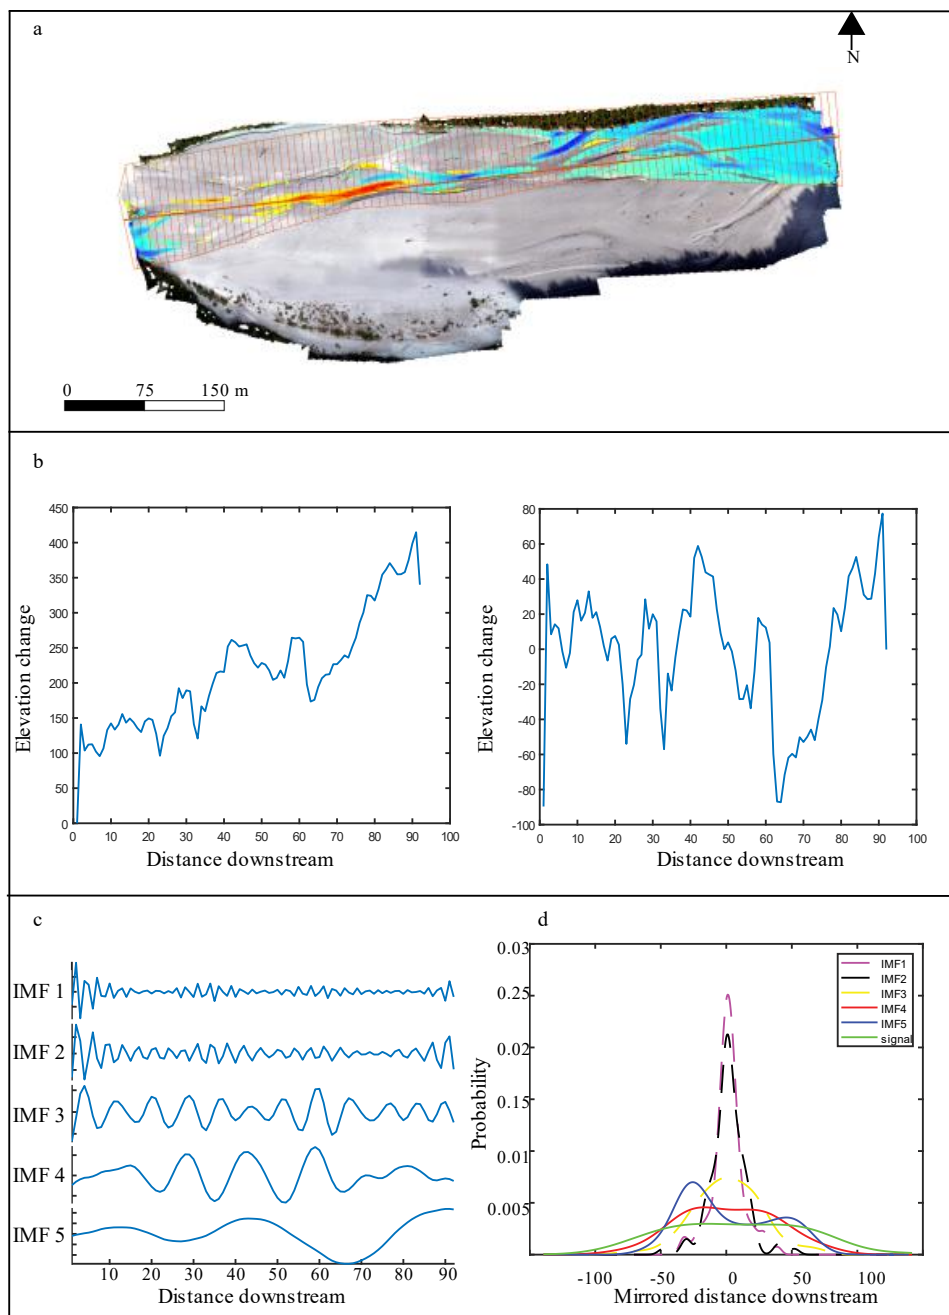 a
N
0 75 150 m
b
450
400
350
300
250
200
150
100
50
0
Elevation change
0 10 20 30 40 50 60 70 80 90 100
Distance downstream
80
60
40
20
0
-20
-40
-60
-80
-100
Elevation change
0 10 20 30 40 50 60 70 80 90 100
Distance downstream
c
IMF 1
IMF 2
IMF 3
IMF 4
IMF 5
10 20 30 40 50 60 70 80 90
Distance downstream
d
0.03
0.025
0.02
0.015
0.01
0.005
Probability
IMF1
IMF2
IMF3
IMF4
IMF5
signal
-100 -50 0 50 100
Mirrored distance downstream